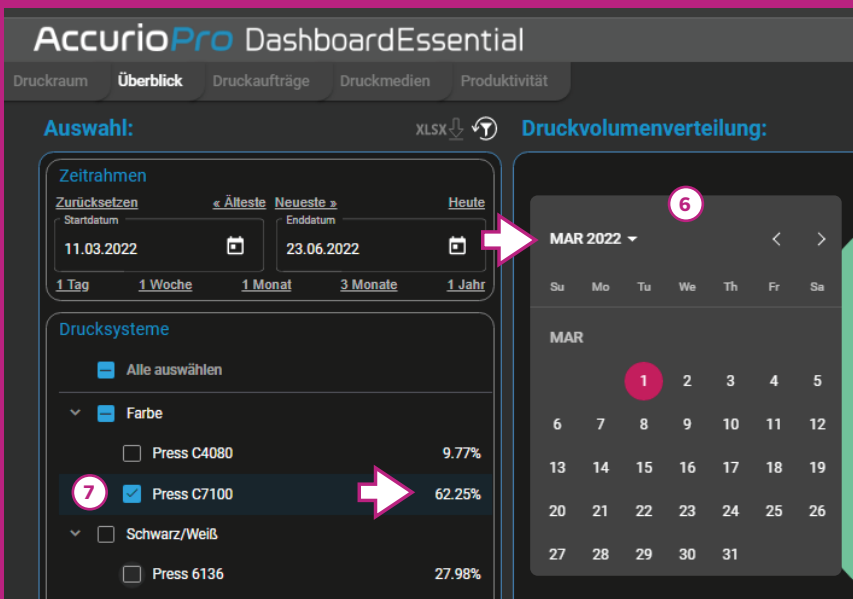 AccurioPro DashboardEssential
Druckraum Überblick Druckaufträge Druckmedien Produktivität
Auswahl: XLSX
Zeitrahmen
Zurücksetzen « Älteste Neueste » Heute
Startdatum Enddatum
11.03.2022 23.06.2022
1 Tag 1 Woche 1 Monat 3 Monate 1 Jahr
Drucksysteme
Alle auswählen
Farbe
Press C4080 9.77%
7 Press C7100 62.25%
Schwarz/Weiß
Press 6136 27.98%
Druckvolumenverteilung:
6
MAR 2022
Su Mo Tu We Th Fr Sa
MAR
1 2 3 4 5
6 7 8 9 10 11 12
13 14 15 16 17 18 19
20 21 22 23 24 25 26
27 28 29 30 31